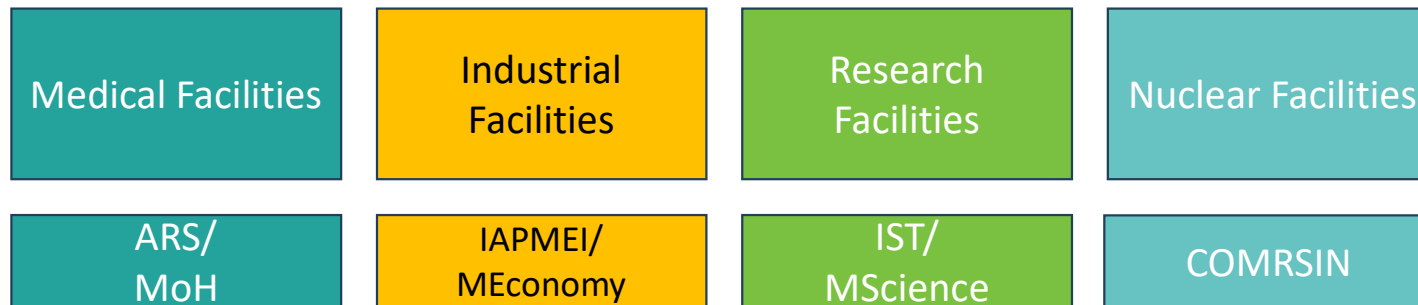 Medical Facilities
Industrial
Facilities
Research
Facilities
Nuclear Facilities
ARS/
MoH
IAPMEI/
MEconomy
IST/
MScience
COMRSIN